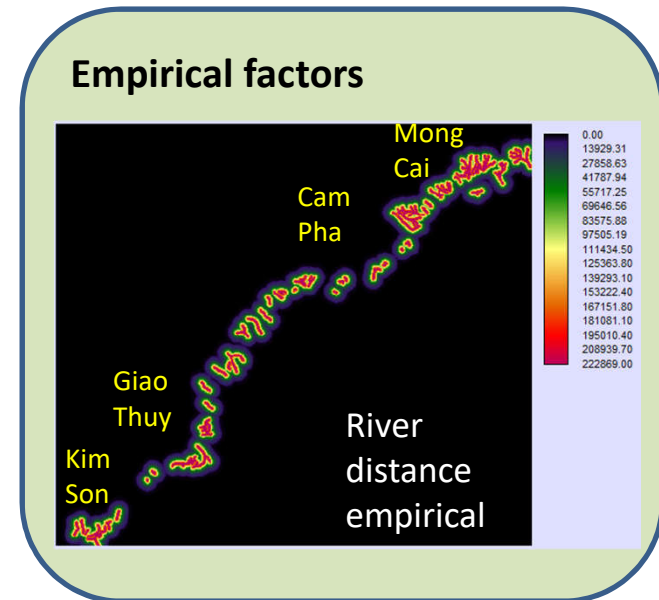 Empirical factors
Mong
Cai
Cam
Pha
Giao
Thuy
Kim
Son
River
distance
empirical
0.00
13929.31
27858.63
41787.94
55717.25
69646.56
83575.88
97505.19
111434.50
125363.80
139293.10
153222.40
167151.80
181081.10
195010.40
208939.70
222869.00